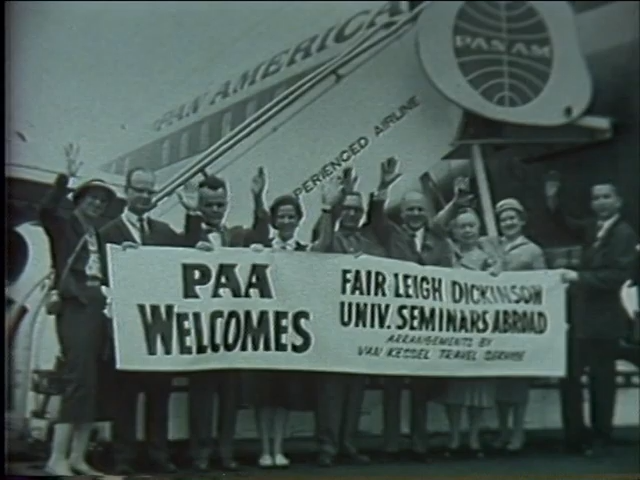 PAN AMERICA
PAN AM
PERIENCED AIRLINE
PAA
WELCOMES
FAIR LEIGH DICKINSON
UNIV. SEMINARS ABROAD
ARRANGEMENTS BY
VAN KESSEL TRAVEL SERVICE